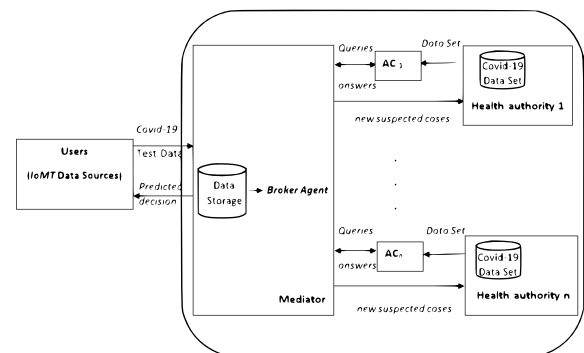 Queries
AC 1
Data Set
Covid-19
Data Set
answers
Health authority 1
new suspected cases
Covid-19
Test Data
Users
(IoMT Data Sources)
Predicted
decision
Data
Storage
Broker Agent
Queries
ACn
Data Set
Covid-19
Data Set
answers
Mediator
Health authority n
new suspected cases